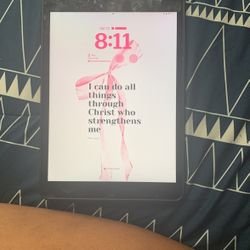 8:11
I can do all
things
through
Christ who
strengthens
me